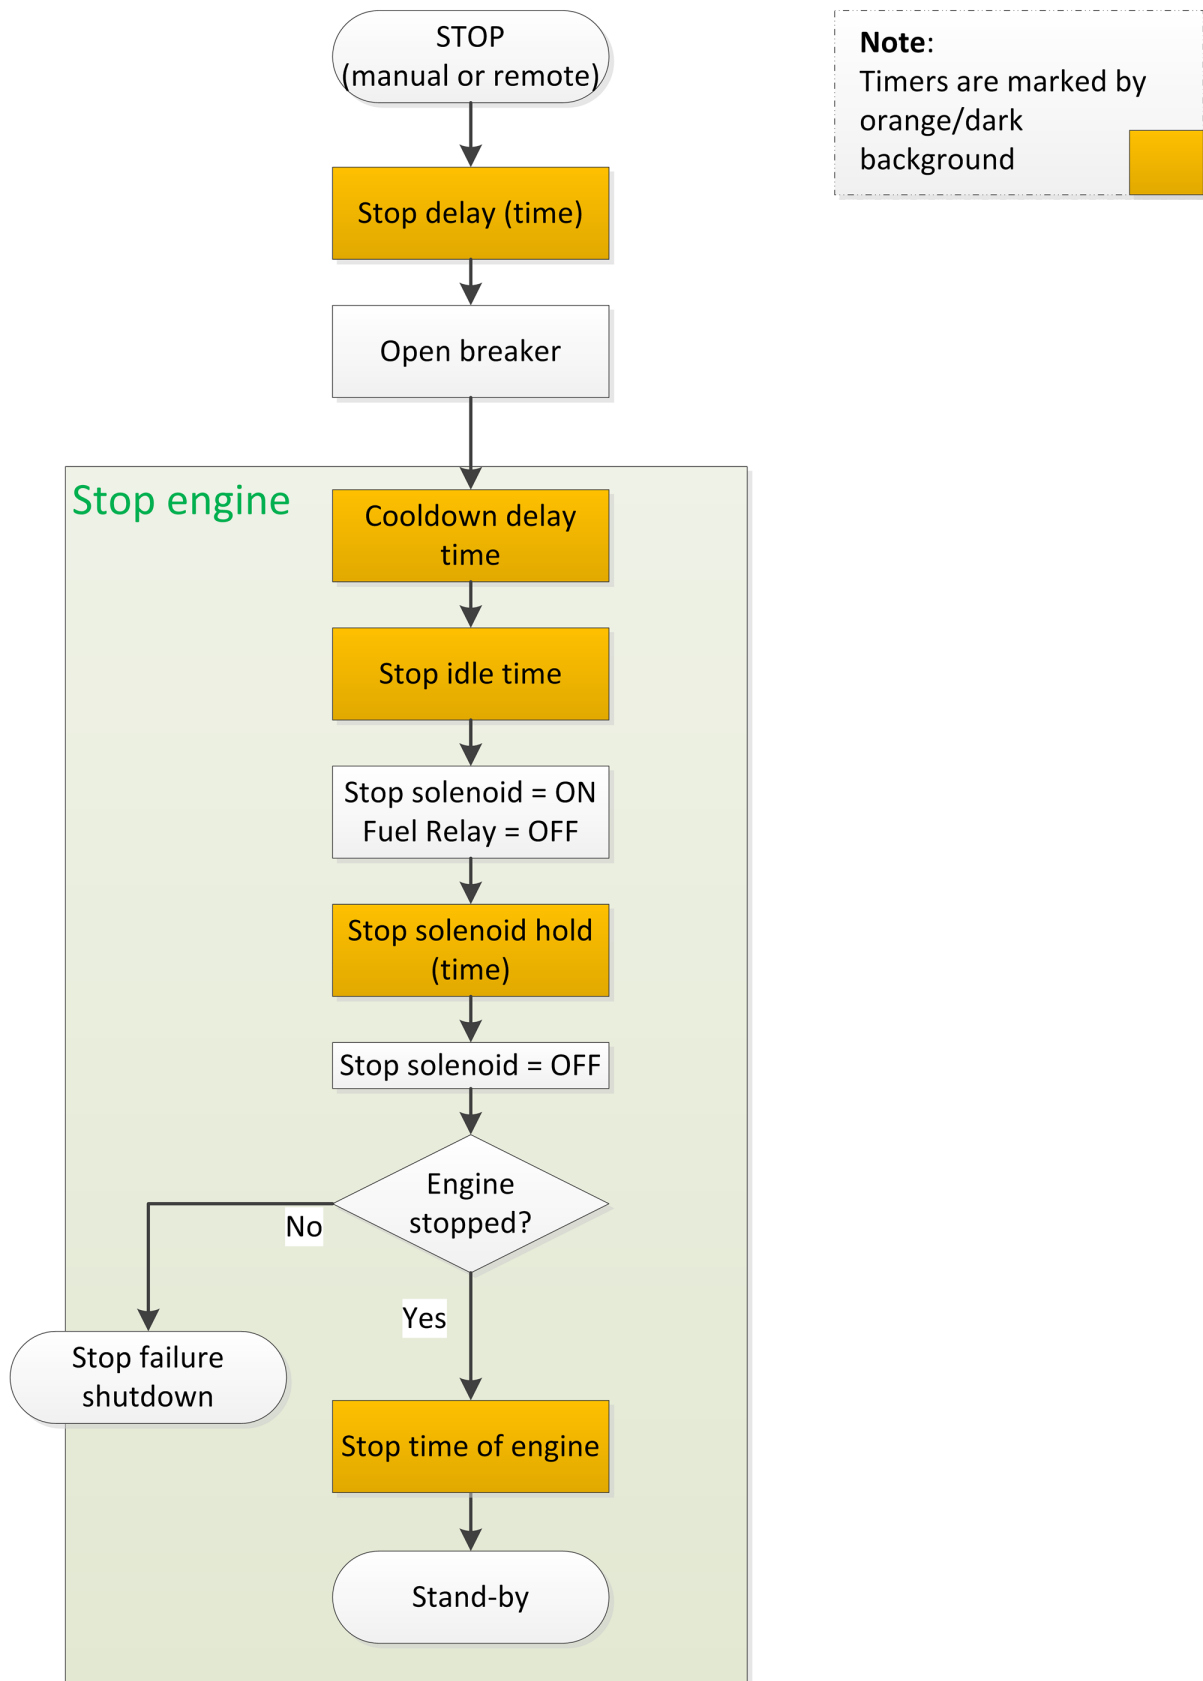 STOP
(manual or remote)
Note:
Timers are marked by
orange/dark
background
Stop delay (time)
Open breaker
Stop engine
Cooldown delay
time
Stop idle time
Stop solenoid = ON
Fuel Relay = OFF
Stop solenoid hold
(time)
Stop solenoid = OFF
Engine
stopped?
No
Yes
Stop failure
shutdown
Stop time of engine
Stand-by